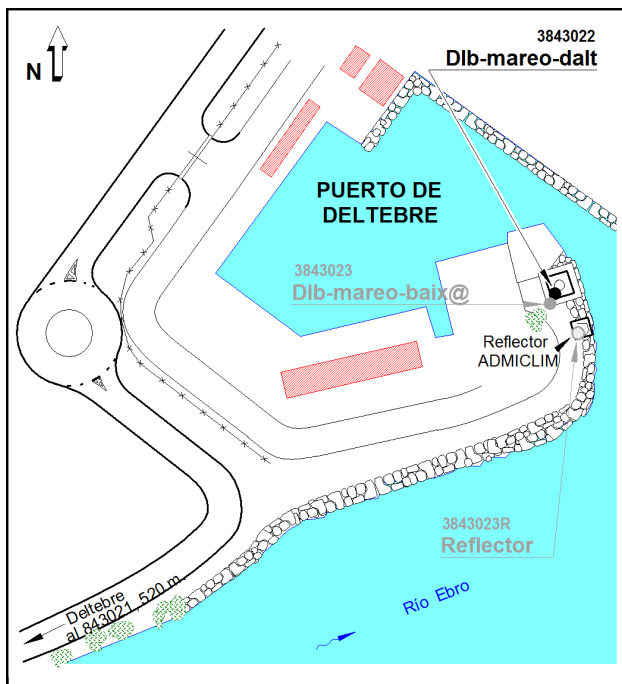 3843022
Dlb-mareo-dalt
N
PUERTO DE
DELTEBRE
3843023
Dlb-mareo-baix@
Reflector
ADMICLIM
3843023R
Reflector
Río Ebro
Deltebre
al 843021, 520 m.